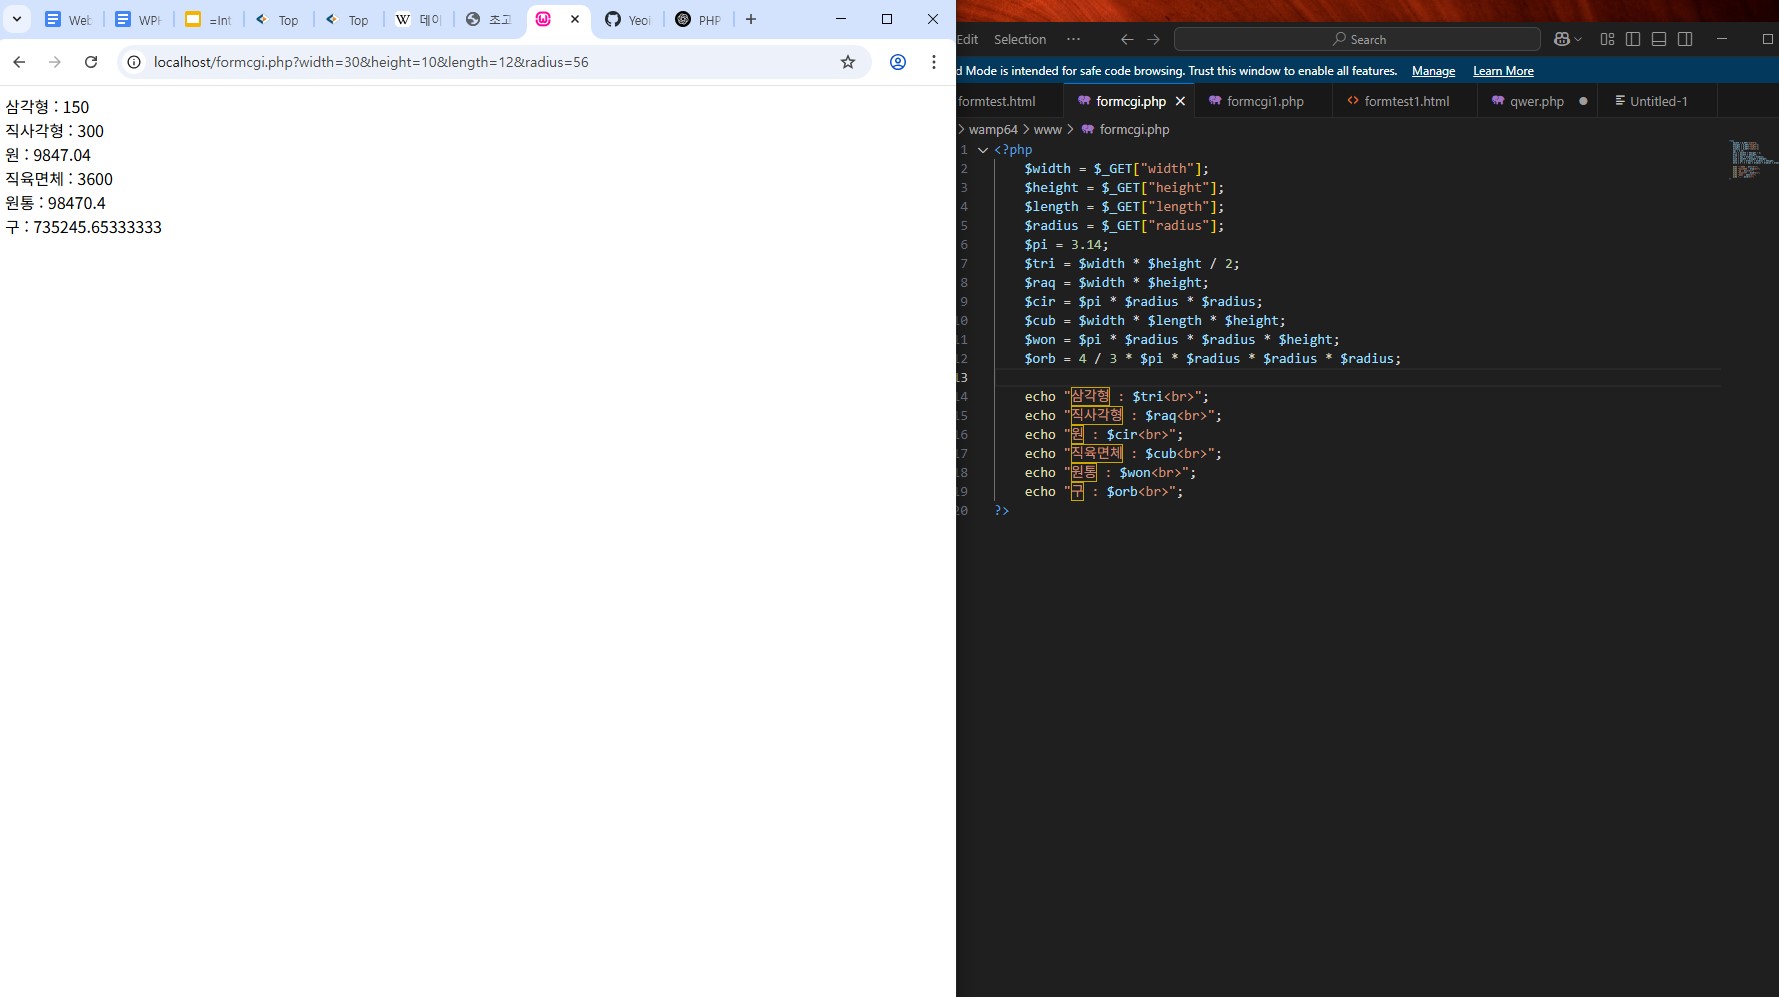 Web
WPH
=Int
Top
Top
W
데이
초고
Yeol
PHP
localhost/formcgi.php?width=30&height=10&length=12&radius=56
삼각형 : 150
직사각형 : 300
원 : 9847.04
직육면체 : 3600
원통 : 98470.4
구 : 735245.65333333
Edit Selection ···
Search
d Mode is intended for safe code browsing. Trust this window to enable all features. Manage Learn More
formtest.html
formcgi.php
formcgi1.php
formtest1.html
qwer.php
Untitled-1
> wamp64 > www > formcgi.php
1 <?php
2 $width = $_GET["width"];
3 $height = $_GET["height"];
4 $length = $_GET["length"];
5 $radius = $_GET["radius"];
6 $pi = 3.14;
7 $tri = $width * $height / 2;
8 $raq = $width * $height;
9 $cir = $pi * $radius * $radius;
10 $cub = $width * $length * $height;
11 $won = $pi * $radius * $radius * $height;
12 $orb = 4 / 3 * $pi * $radius * $radius * $radius;
13
14 echo "삼각형 : $tri<br>";
15 echo "직사각형 : $raq<br>";
16 echo "원 : $cir<br>";
17 echo "직육면체 : $cub<br>";
18 echo "원통 : $won<br>";
19 echo "구 : $orb<br>";
20 ?>